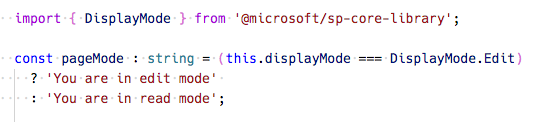 import { DisplayMode } from '@microsoft/sp-core-library';
const pageMode : string = (this.displayMode === DisplayMode.Edit)
? 'You are in edit mode'
: 'You are in read mode';